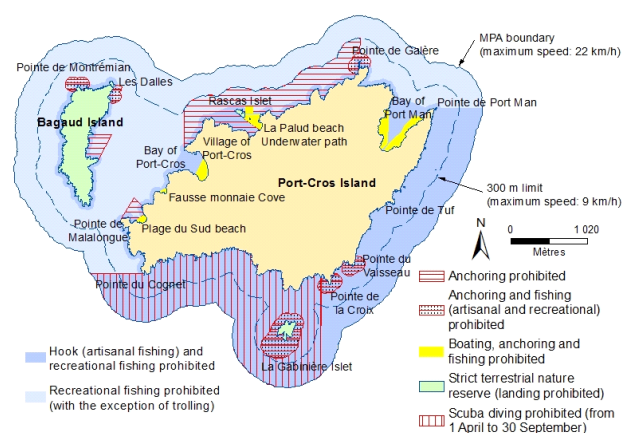 Pointe de Galère
MPA boundary
(maximum speed: 22 km/h)
Pointe de Montrémian
Les Dalles
Rascas Islet
Bay of
Port Man
Pointe de Port Man
Bagaud Island
La Palud beach
Underwater path
Village of
Port-Cros
Bay of
Port-Cros
Port-Cros Island
300 m limit
(maximum speed: 9 km/h)
Fausse monnaie Cove
Pointe de Tuf
Pointe de
Malalongue
Plage du Sud beach
N
0 1 020
Mètres
Pointe du
Vaisseau
Pointe du Cognet
Pointe de
la Croix
La Gabinière Islet
Anchoring prohibited
Anchoring and fishing
(artisanal and recreational)
prohibited
Boating, anchoring and
fishing prohibited
Strict terrestrial nature
reserve (landing prohibited)
Scuba diving prohibited (from
1 April to 30 September)
Hook (artisanal fishing) and
recreational fishing prohibited
Recreational fishing prohibited
(with the exception of trolling)